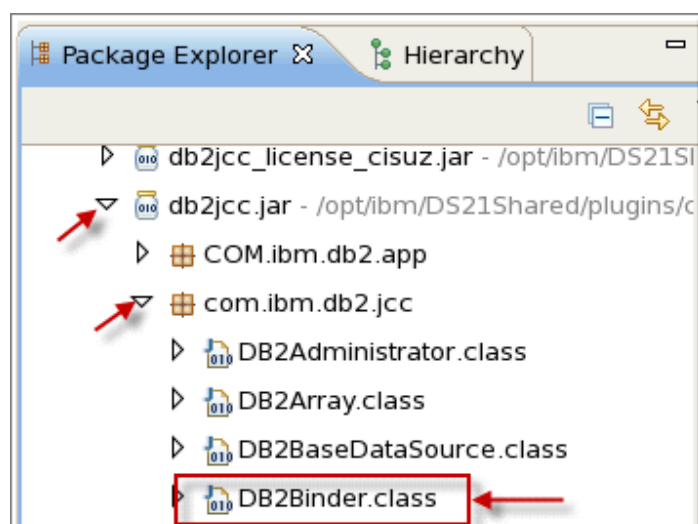 Package Explorer Hierarchy
db2jcc_license_cisuz.jar - /opt/ibm/DS21S
db2jcc.jar - /opt/ibm/DS21Shared/plugins/
COM.ibm.db2.app
com.ibm.db2.jcc
DB2Administrator.class
DB2Array.class
DB2BaseDataSource.class
DB2Binder.class